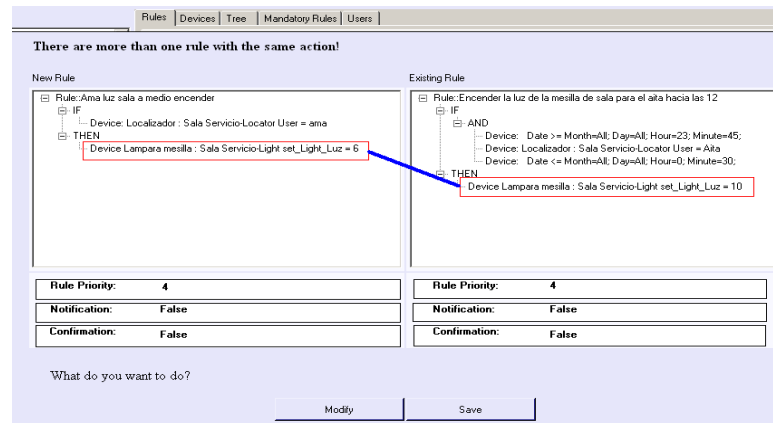 Rules Devices Tree Mandatory Rules Users
There are more than one rule with the same action!
New Rule
Rule::Ama luz sala a medio encender
IF
Device: Localizador : Sala Servicio-Locator User = ama
THEN
Device Lampara mesilla : Sala Servicio-Light set_Light_Luz = 6
Existing Rule
Rule::Encender la luz de la mesilla de sala para el aita hacia las 12
IF
AND
Device: Date >= Month=All; Day=All; Hour=23; Minute=45;
Device: Localizador : Sala Servicio-Locator User = Aita
Device: Date <= Month=All; Day=All; Hour=0; Minute=30;
THEN
Device Lampara mesilla : Sala Servicio-Light set_Light_Luz = 10
Rule Priority: 4
Notification: False
Confirmation: False
Rule Priority: 4
Notification: False
Confirmation: False
What do you want to do?
Modify Save